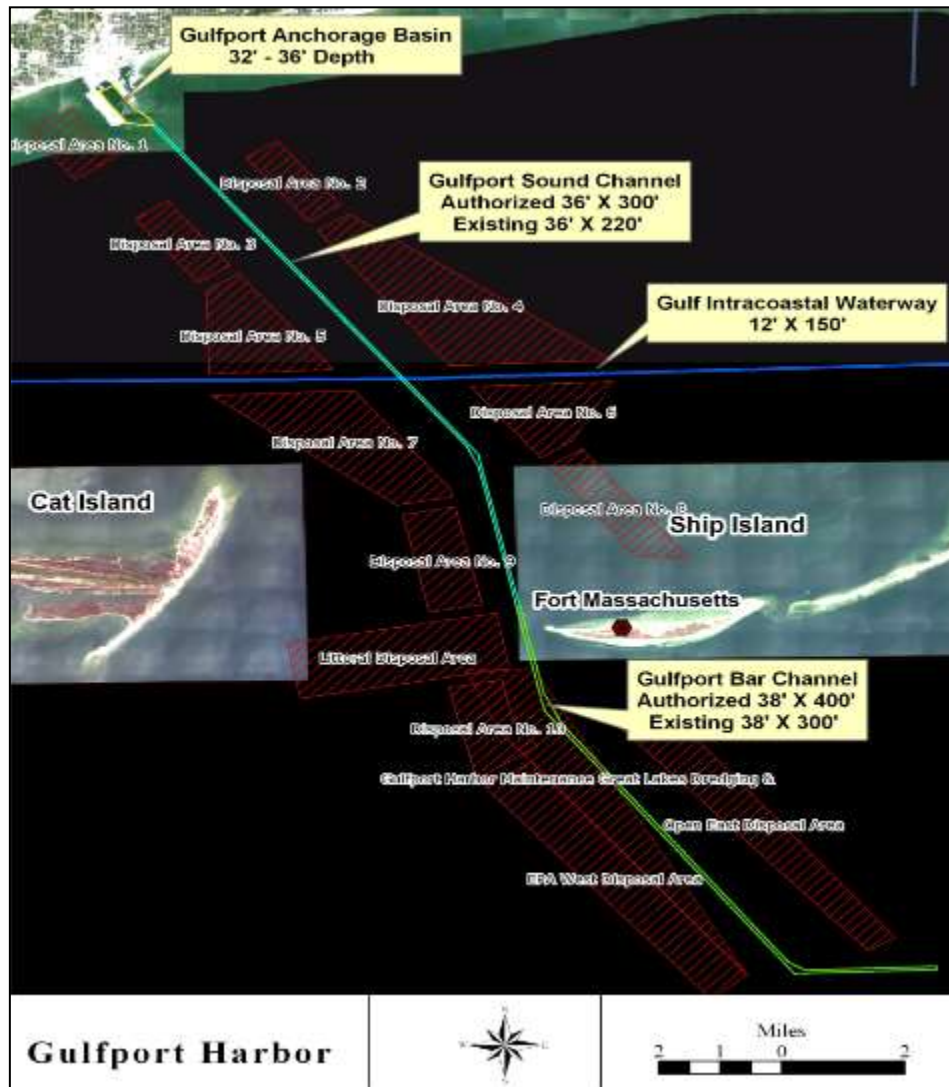 Gulfport Anchorage Basin
32' - 36' Depth
Disposal Area No. 1
Disposal Area No. 2
Gulfport Sound Channel
Authorized 36' X 300'
Existing 36' X 220'
Disposal Area No. 3
Disposal Area No. 4
Gulf Intracoastal Waterway
12' X 150'
Disposal Area No. 5
Disposal Area No. 6
Disposal Area No. 7
Cat Island
Disposal Area No. 8
Ship Island
Disposal Area No. 9
Fort Massachusetts
Littoral Disposal Area
Gulfport Bar Channel
Authorized 38' X 400'
Existing 38' X 300'
Disposal Area No. 10
Gulfport Harbor Maintenance Great Lakes Dredging &
Open East Disposal Area
EPA West Disposal Area
Gulfport Harbor
Miles
2 1 0 2